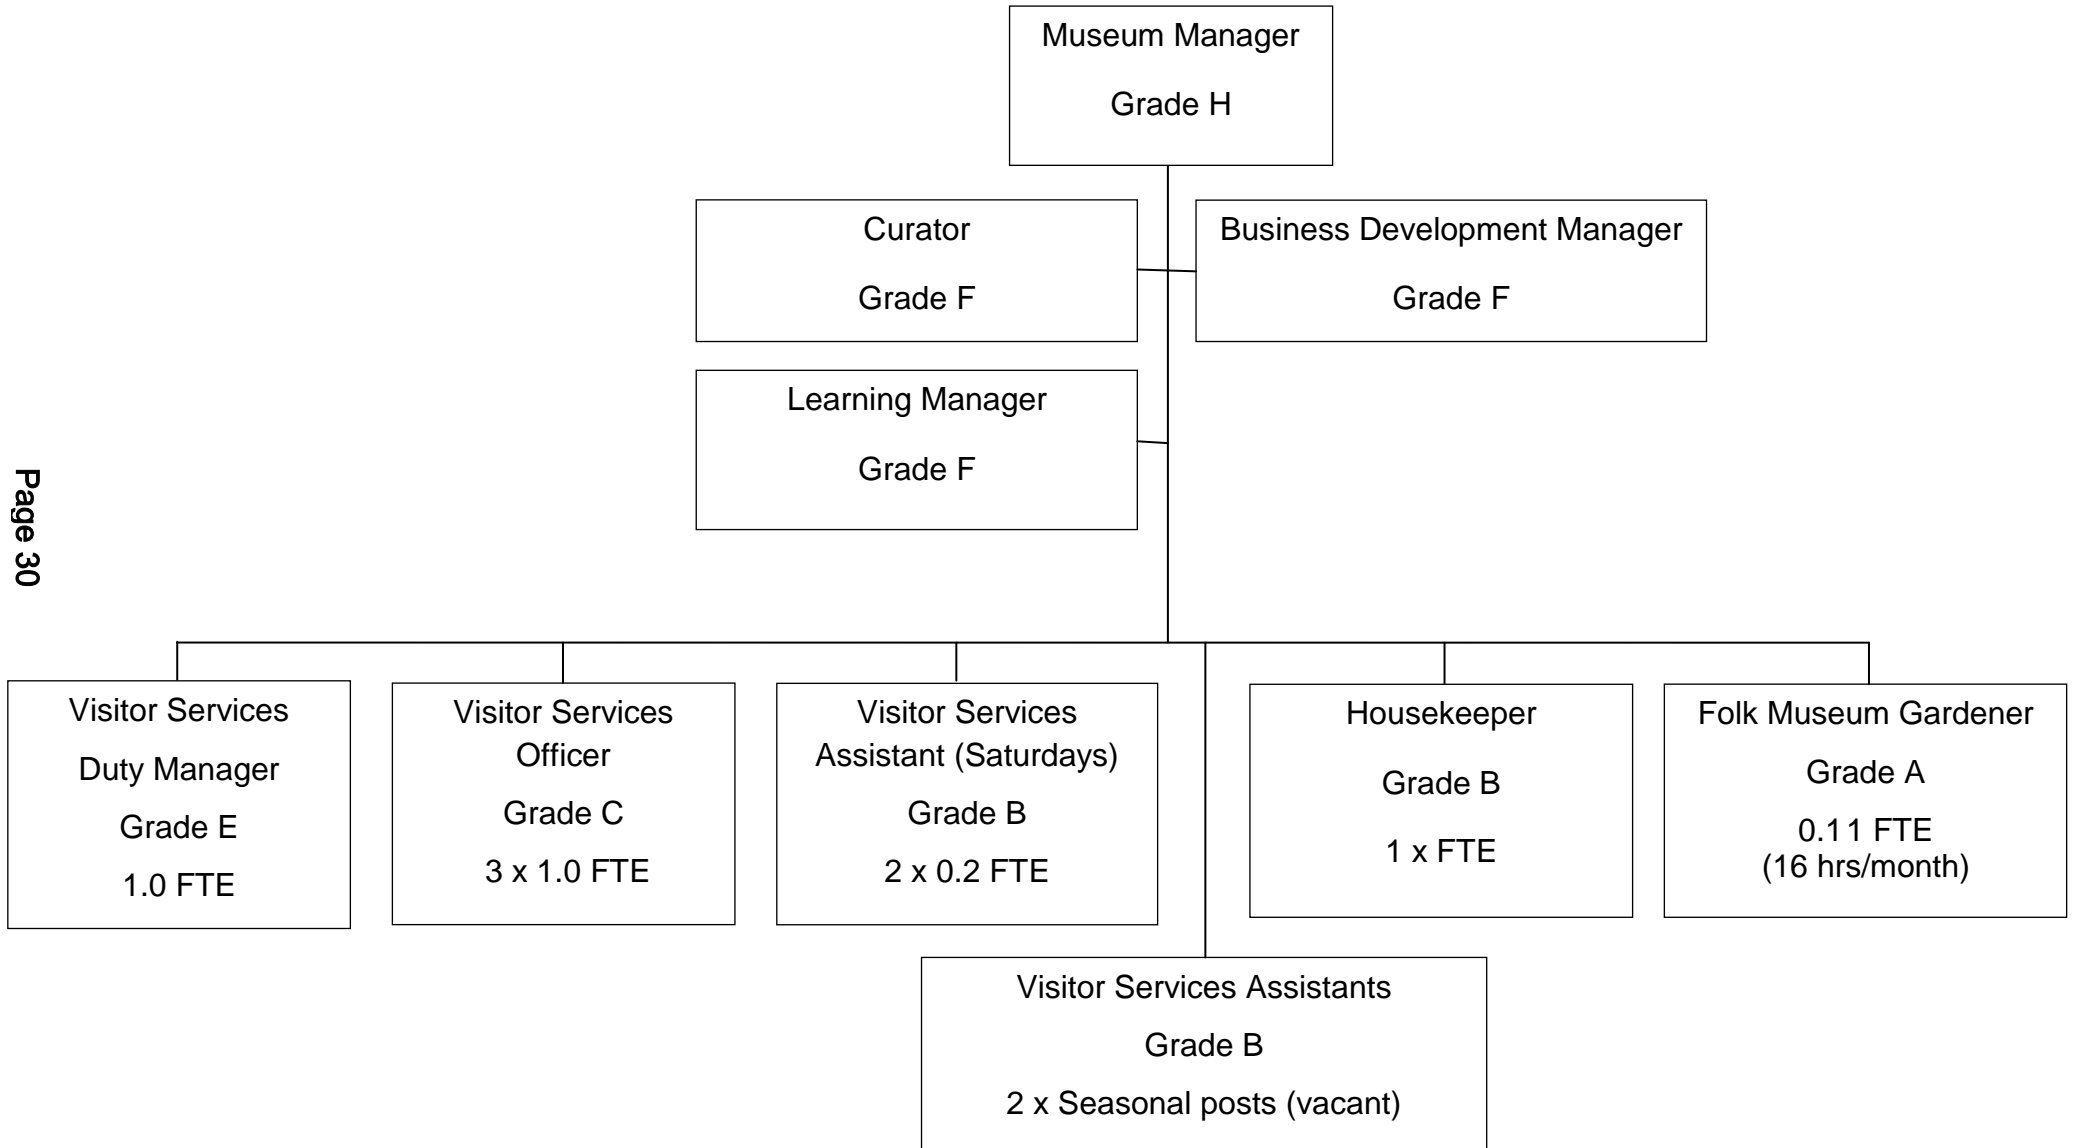 Museum Manager
Grade H
Curator
Grade F
Business Development Manager
Grade F
Learning Manager
Grade F
Page 30
Visitor Services
Duty Manager
Grade E
1.0 FTE
Visitor Services
Officer
Grade C
3 x 1.0 FTE
Visitor Services
Assistant (Saturdays)
Grade B
2 x 0.2 FTE
Housekeeper
Grade B
1 x FTE
Folk Museum Gardener
Grade A
0.11 FTE
(16 hrs/month)
Visitor Services Assistants
Grade B
2 x Seasonal posts (vacant)